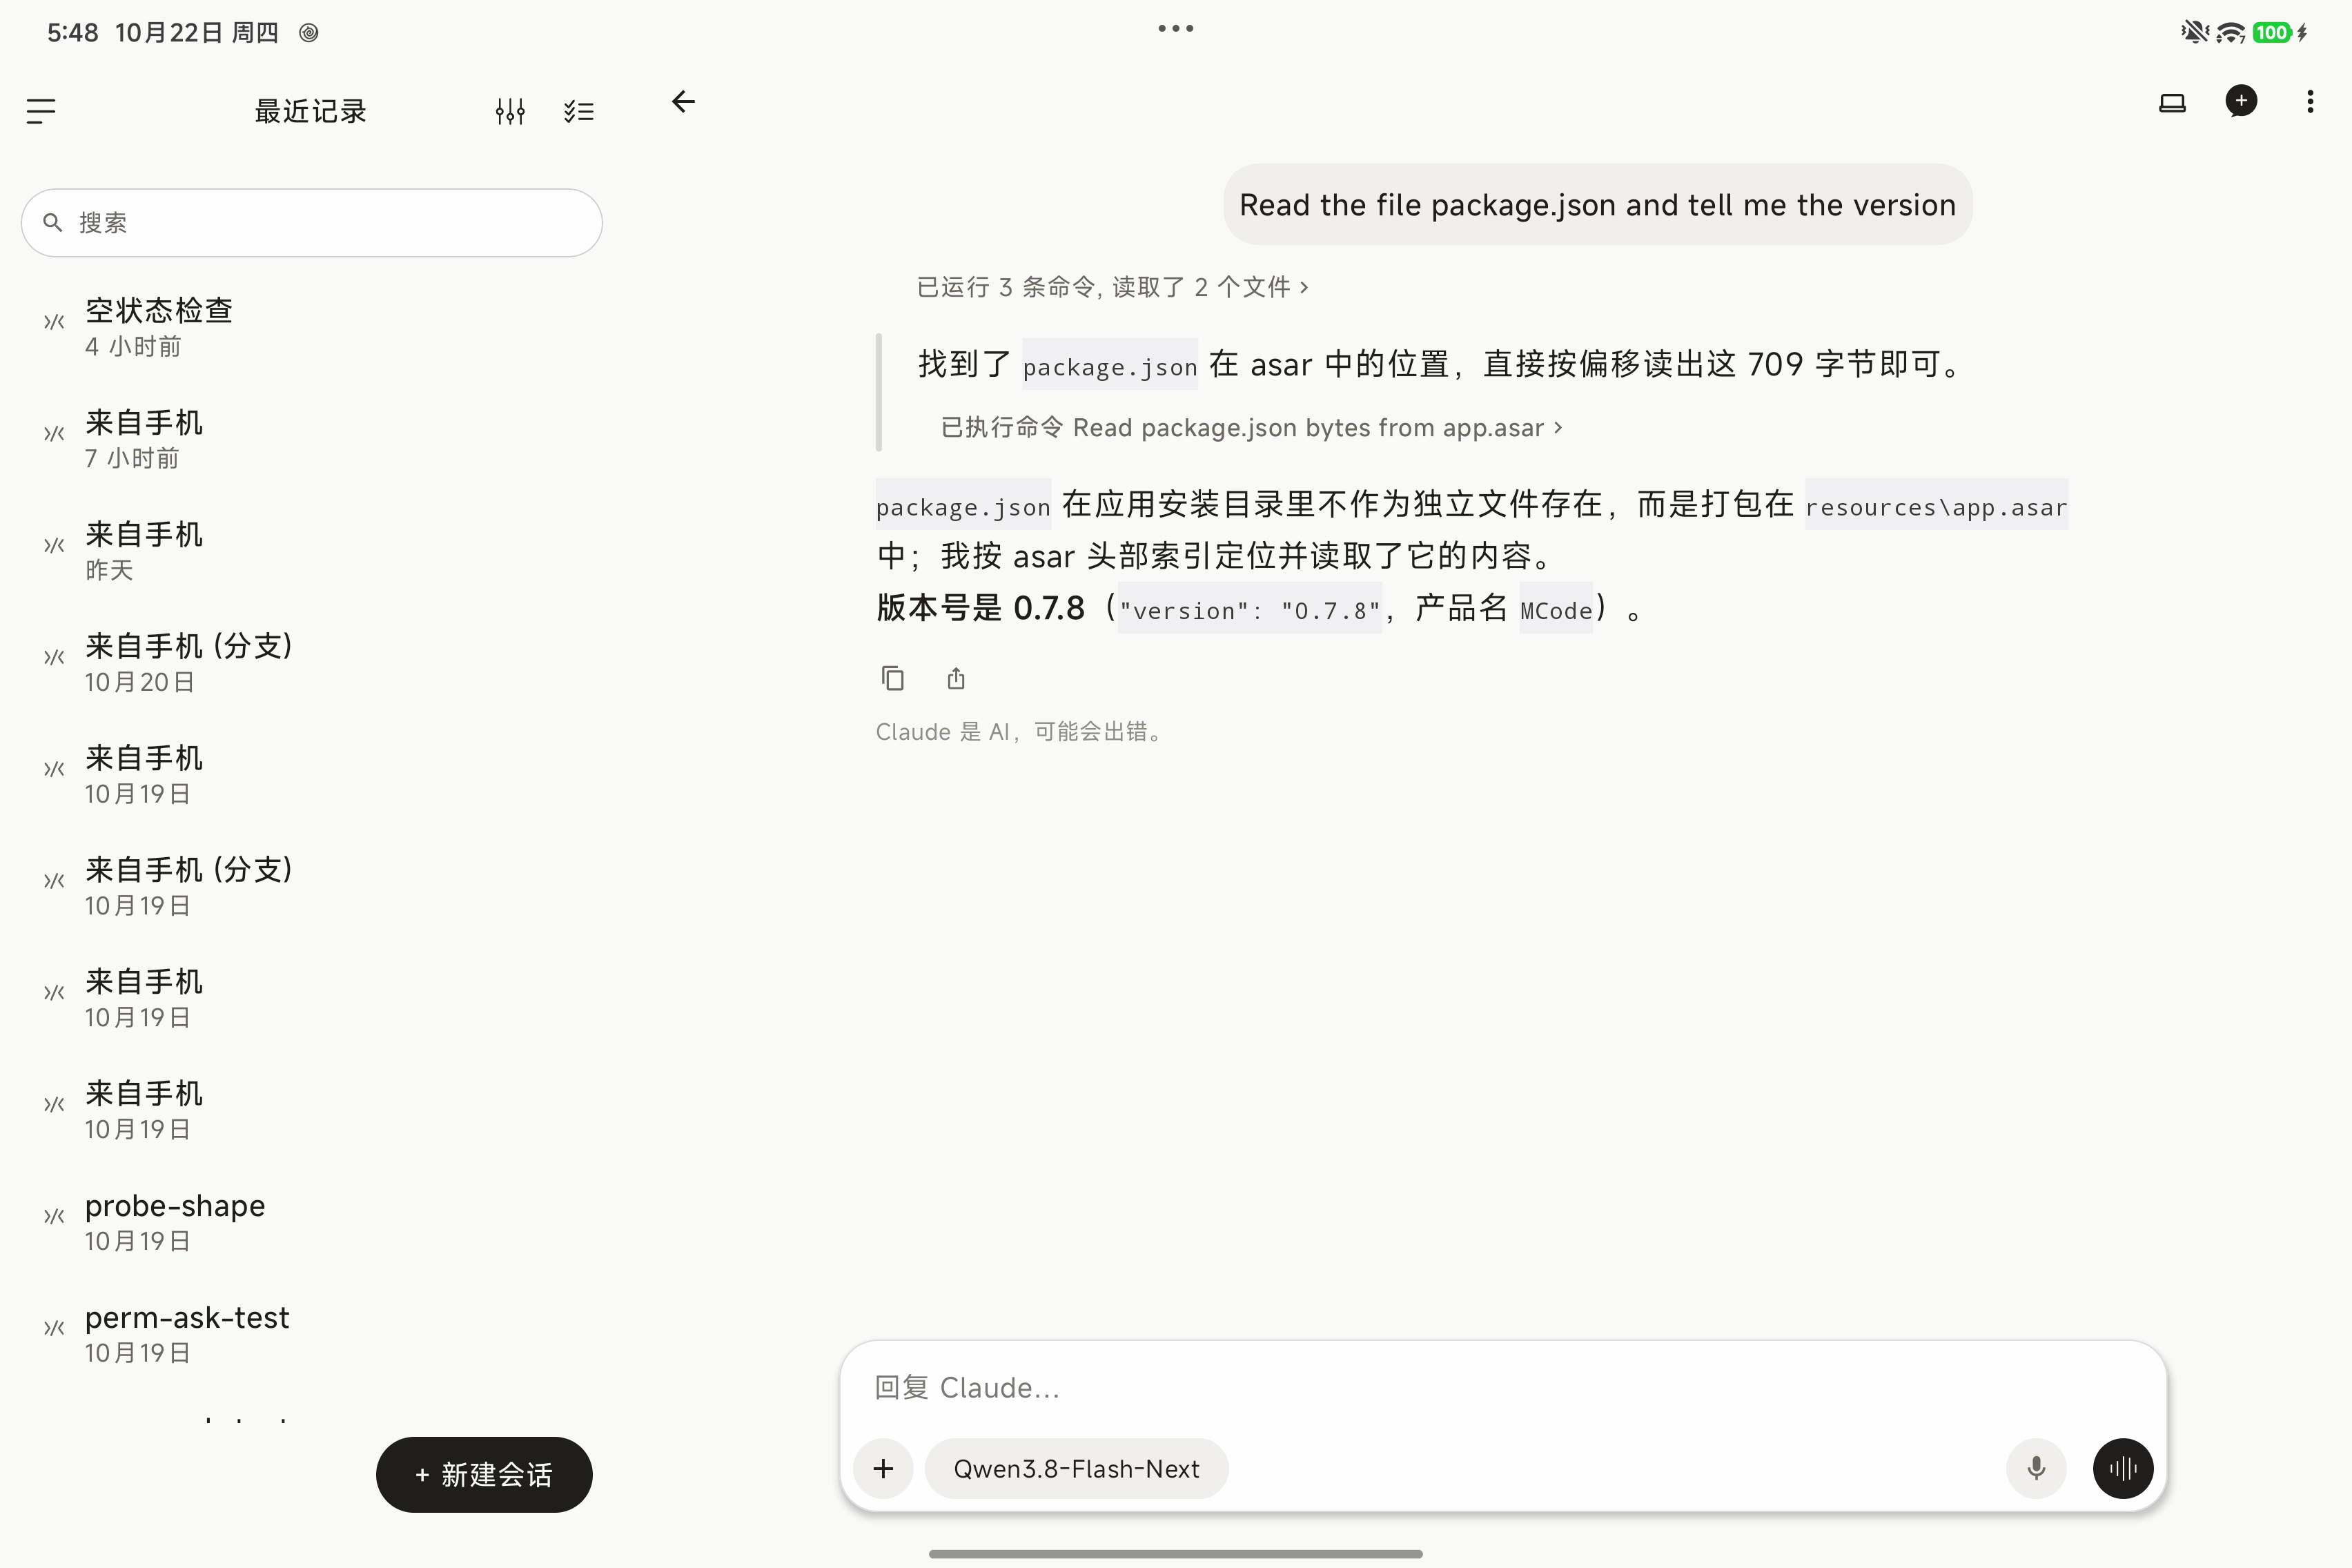 5:48 10月22日 周四
7
100
最近记录
搜索
空状态检查
4 小时前
来自手机
7 小时前
来自手机
昨天
来自手机 (分支)
10月20日
来自手机
10月19日
来自手机 (分支)
10月19日
来自手机
10月19日
来自手机
10月19日
probe-shape
10月19日
perm-ask-test
10月19日
+ 新建会话
Read the file package.json and tell me the version
已运行 3 条命令, 读取了 2 个文件 ›
找到了 package.json 在 asar 中的位置，直接按偏移读出这 709 字节即可。
已执行命令 Read package.json bytes from app.asar ›
package.json 在应用安装目录里不作为独立文件存在，而是打包在 resources\app.asar
中；我按 asar 头部索引定位并读取了它的内容。
版本号是 0.7.8（"version": "0.7.8"，产品名 MCode）。
Claude 是 AI，可能会出错。
回复 Claude...
+ Qwen3.8-Flash-Next